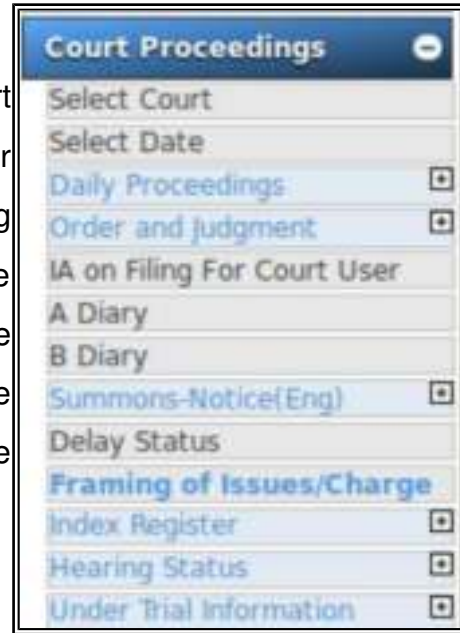 Court Proceedings
Select Court
Select Date
Daily Proceedings
Order and Judgment
IA on Filing For Court User
A Diary
B Diary
Summons-Notice(Eng)
Delay Status
Framing of Issues/Charge
Index Register
Hearing Status
Under Trial Information